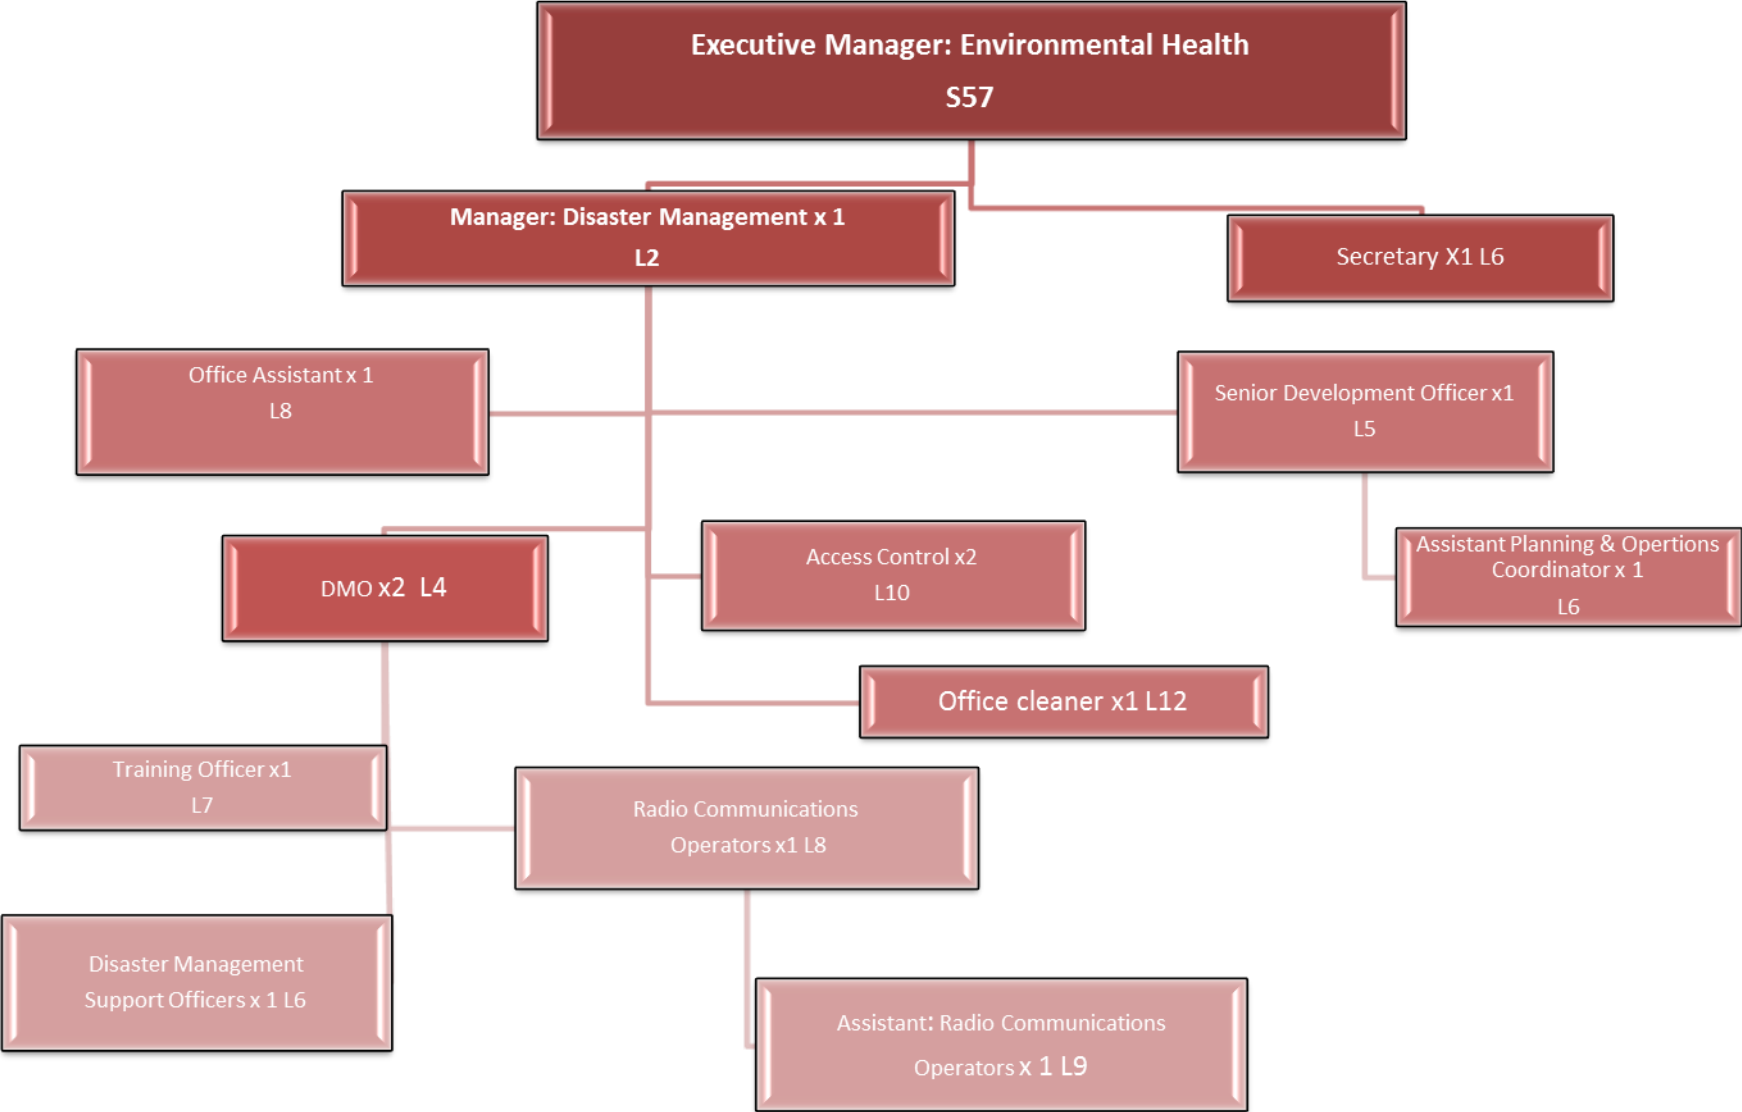 Executive Manager: Environmental Health
S57
Manager: Disaster Management x 1
L2
Secretary X1 L6
Office Assistant x 1
L8
Senior Development Officer x1
L5
DMO x2 L4
Access Control x2
L10
Assistant Planning & Opertions
Coordinator x 1
L6
Office cleaner x1 L12
Training Officer x1
L7
Radio Communications
Operators x1 L8
Disaster Management
Support Officers x 1 L6
Assistant: Radio Communications
Operators x 1 L9